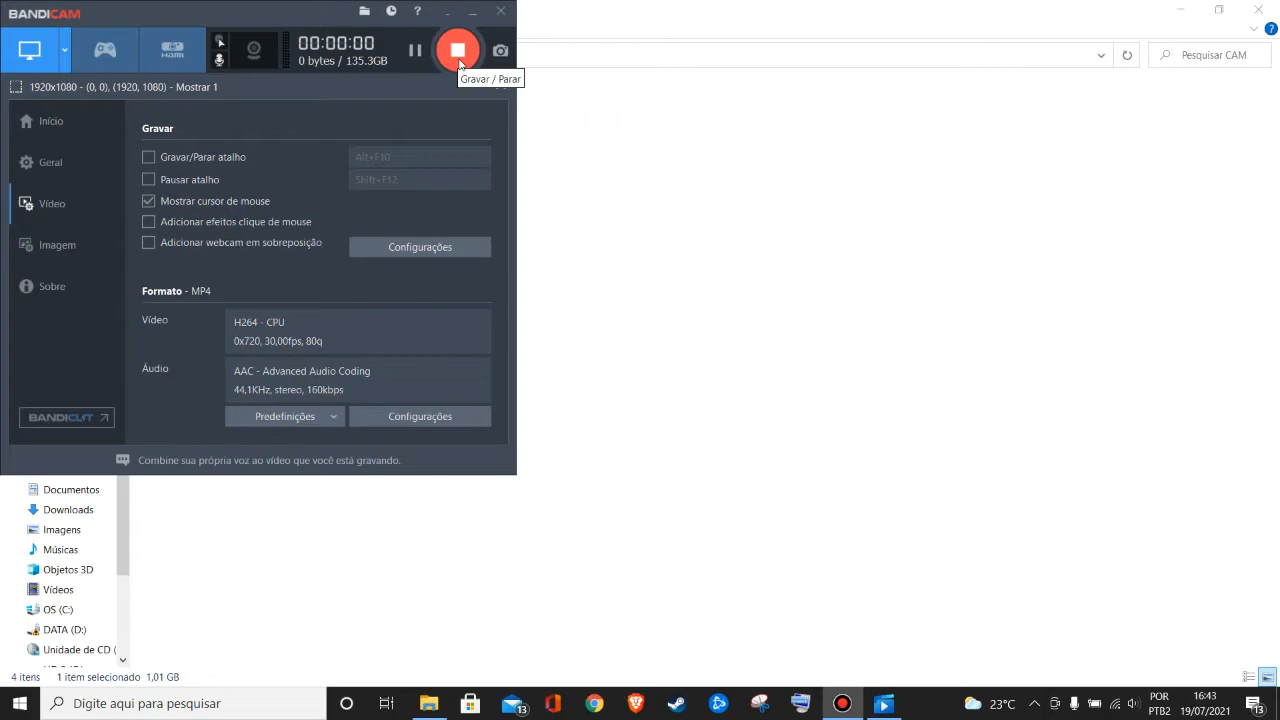 BANDICAM
?
00:00:00
0 bytes / 135.3GB
HDMI
Gravar / Parar
1920x1080 - (0, 0), (1920, 1080) - Mostrar 1
Início
Geral
Vídeo
Imagem
Sobre
BANDICUT
Gravar
Gravar/Parar atalho
Alt+F10
Pausar atalho
Shift+F12
Mostrar cursor de mouse
Adicionar efeitos clique de mouse
Adicionar webcam em sobreposição
Configurações
Formato - MP4
Vídeo
H264 - CPU
0x720, 30,00fps, 80q
Áudio
AAC - Advanced Audio Coding
44,1KHz, stereo, 160kbps
Predefinições
Configurações
Combine sua própria voz ao vídeo que você está gravando.
?
Pesquisar CAM
Documentos
Downloads
Imagens
Músicas
Objetos 3D
Vídeos
OS (C:)
DATA (D:)
Unidade de CD (
4 itens 1 item selecionado 1,01 GB
Digite aqui para pesquisar
13
23°C
POR
PTB2
16:43
19/07/2021
13